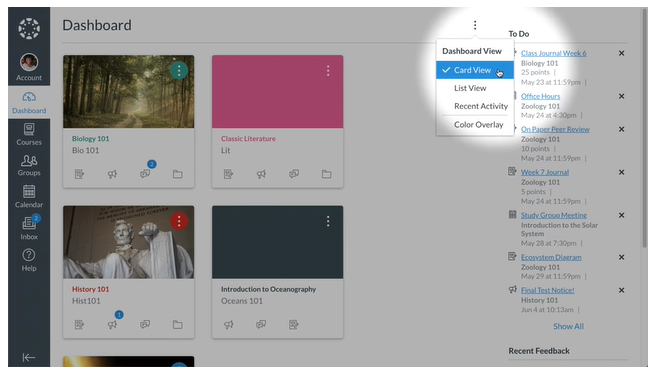 Dashboard
Account
Dashboard
Courses
Groups
Calendar
2
Inbox
Help
Biology 101
Bio 101
2
Classic Literature
Lit
History 101
Hist101
1
Introduction to Oceanography
Oceans 101
Dashboard View
Card View
List View
Recent Activity
Color Overlay
To Do
Class Journal Week 6
Biology 101
25 points |
May 23 at 11:59pm |
Office Hours
Zoology 101
May 24 at 4:30pm |
On Paper Peer Review
Zoology 101
10 points |
May 24 at 11:59pm |
Week 7 Journal
Zoology 101
5 points |
May 24 at 11:59pm |
Study Group Meeting
Introduction to the Solar
System
May 28 at 7:30pm |
Ecosystem Diagram
Zoology 101
May 29 at 11:59pm |
Final Test Notice!
History 101
Jun 4 at 10:13am |
Show All
Recent Feedback